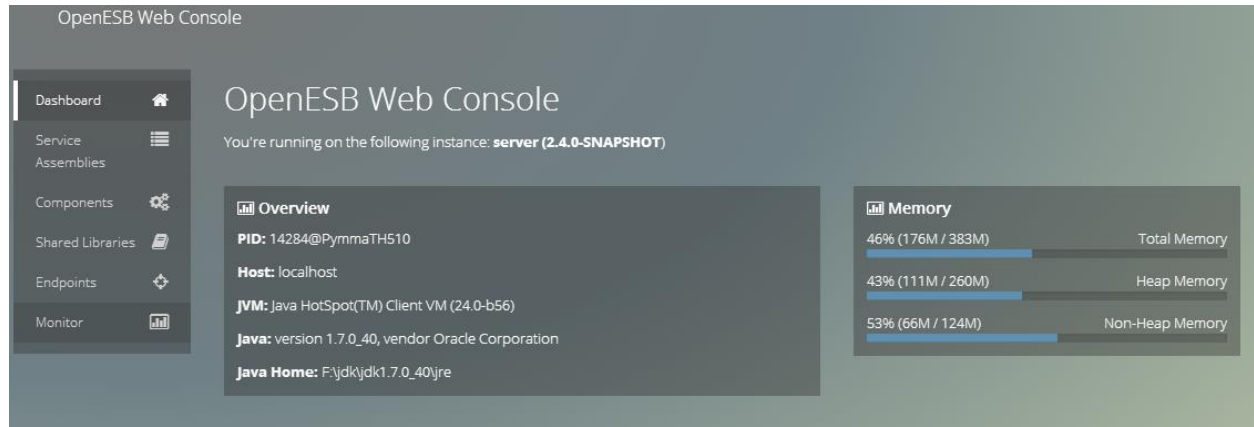 OpenESB Web Console
Dashboard
Service
Assemblies
Components
Shared Libraries
Endpoints
Monitor
OpenESB Web Console
You're running on the following instance: server (2.4.0-SNAPSHOT)
Overview
PID: 14284@PymmaTH510
Host: localhost
JVM: Java HotSpot(TM) Client VM (24.0-b56)
Java: version 1.7.0_40, vendor Oracle Corporation
Java Home: F:\jdk\jdk1.7.0_40\jre
Memory
46% (176M / 383M) Total Memory
43% (111M / 260M) Heap Memory
53% (66M / 124M) Non-Heap Memory